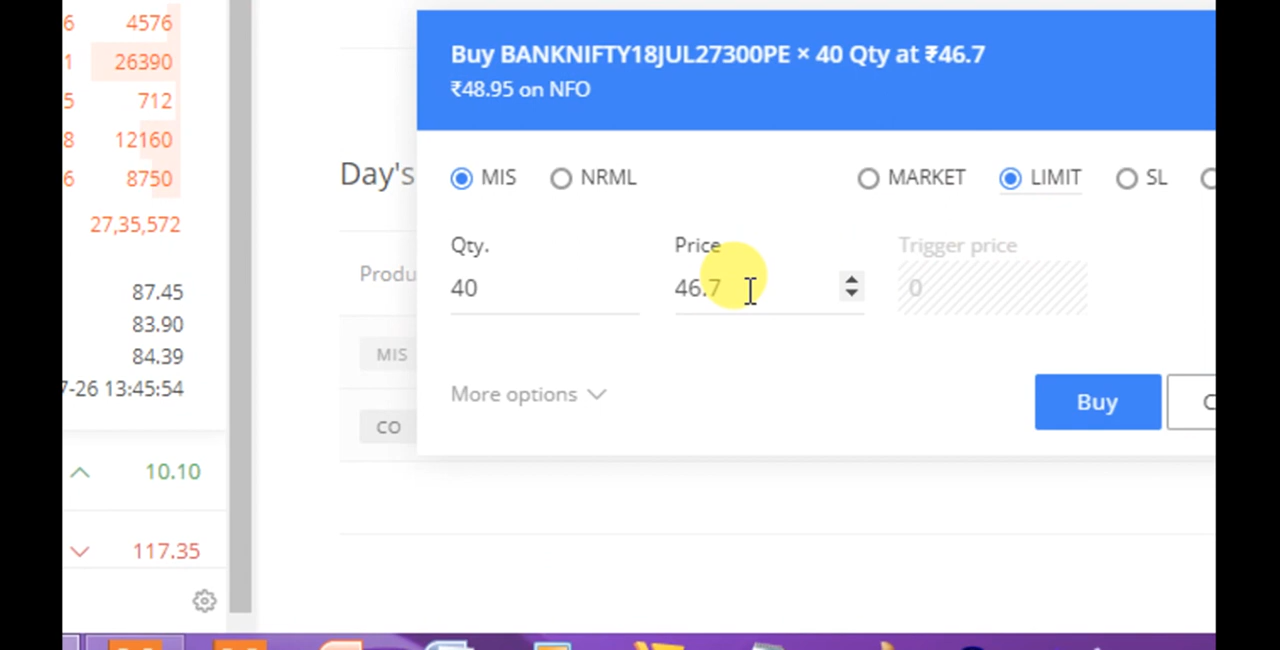 6 4576
1 26390
5 712
8 12160
6 8750
27,35,572
87.45
83.90
84.39
7-26 13:45:54
10.10
117.35
Day's
Produ
MIS
CO
Buy BANKNIFTY18JUL27300PE × 40 Qty at ₹46.7
₹48.95 on NFO
MIS NRML MARKET LIMIT SL
Qty. Price Trigger price
40 46.7 0
More options
Buy C